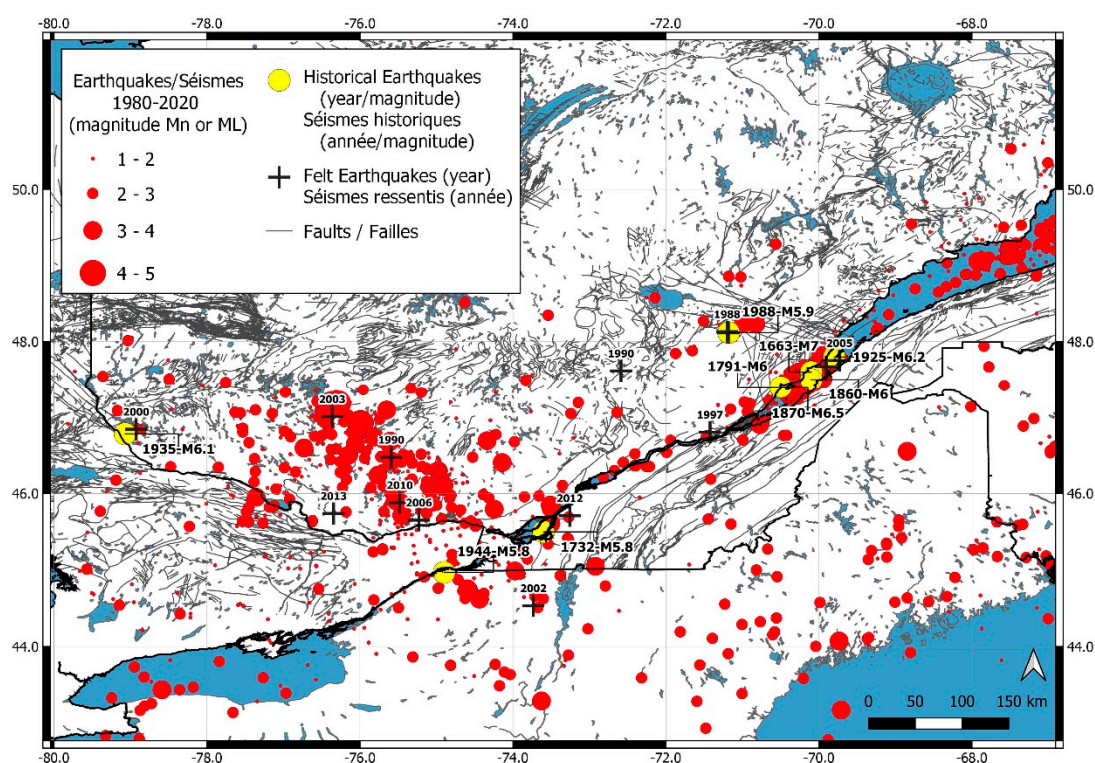 -80.0 -78.0 -76.0 -74.0 -72.0 -70.0 -68.0
Earthquakes/Séismes
1980-2020
(magnitude Mn or ML)
1 - 2
2 - 3
3 - 4
4 - 5
Historical Earthquakes
(year/magnitude)
Séismes historiques
(année/magnitude)
Felt Earthquakes (year)
Séismes ressentis (année)
Faults / Failles
50.0 50.0
48.0 48.0
46.0 46.0
44.0 44.0
1988
1988-M5.9
1663-M7
2005
1925-M6.2
1990
1791-M6
1860-M6
1870-M6.5
1997
2003
2000
1935-M6.1
1990
2010
2013
2006
2012
1944-M5.8
1732-M5.8
2002
0 50 100 150 km
-80.0 -78.0 -76.0 -74.0 -72.0 -70.0 -68.0